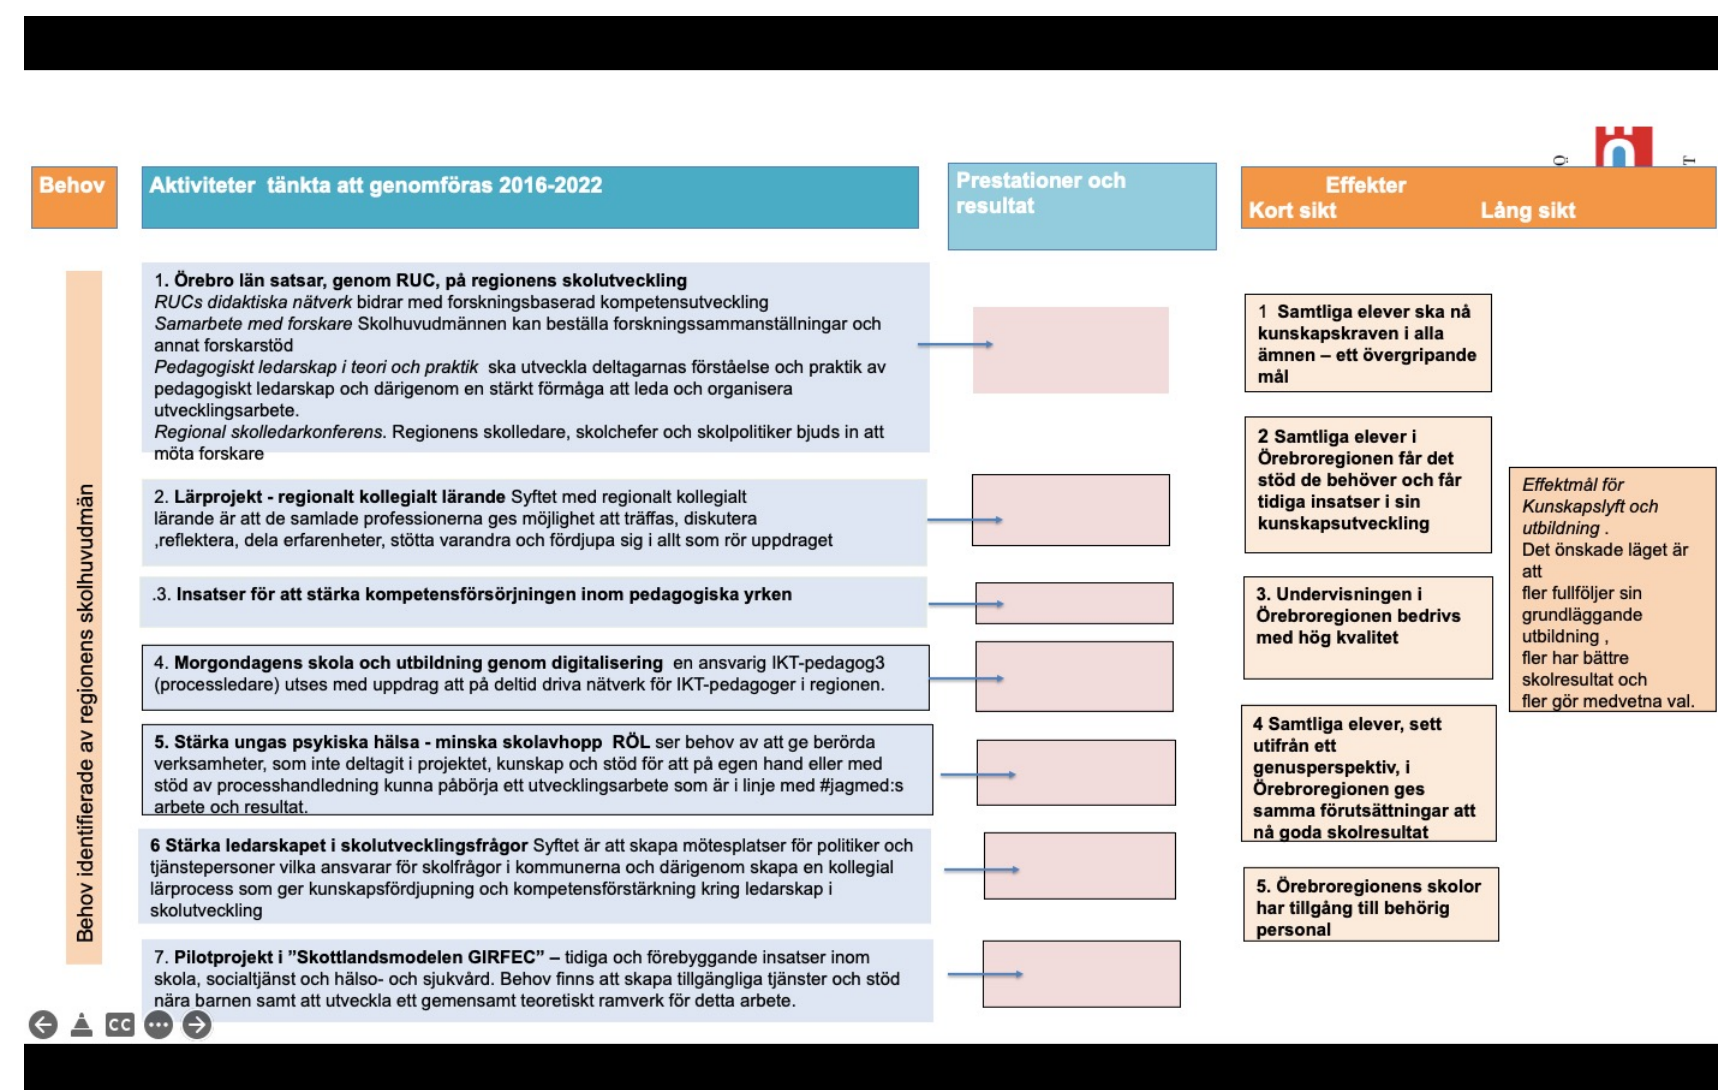 Q
T
Behov
Aktiviteter tänkta att genomföras 2016-2022
Prestationer och
resultat
Effekter
Kort sikt Lång sikt
Behov identifierade av regionens skolhuvudmän
1. Örebro län satsar, genom RUC, på regionens skolutveckling
RUCs didaktiska nätverk bidrar med forskningsbaserad kompetensutveckling
Samarbete med forskare Skolhuvudmännen kan beställa forskningssammanställningar och
annat forskarstöd
Pedagogiskt ledarskap i teori och praktik ska utveckla deltagarnas förståelse och praktik av
pedagogiskt ledarskap och därigenom en stärkt förmåga att leda och organisera
utvecklingsarbete.
Regional skolledarkonferens. Regionens skolledare, skolchefer och skolpolitiker bjuds in att
möta forskare
2. Lärprojekt - regionalt kollegialt lärande Syftet med regionalt kollegialt
lärande är att de samlade professionerna ges möjlighet att träffas, diskutera
,reflektera, dela erfarenheter, stötta varandra och fördjupa sig i allt som rör uppdraget
.3. Insatser för att stärka kompetensförsörjningen inom pedagogiska yrken
4. Morgondagens skola och utbildning genom digitalisering en ansvarig IKT-pedagog3
(processledare) utses med uppdrag att på deltid driva nätverk för IKT-pedagoger i regionen.
5. Stärka ungas psykiska hälsa - minska skolavhopp RÖL ser behov av att ge berörda
verksamheter, som inte deltagit i projektet, kunskap och stöd för att på egen hand eller med
stöd av processhandledning kunna påbörja ett utvecklingsarbete som är i linje med #jagmed:s
arbete och resultat.
6 Stärka ledarskapet i skolutvecklingsfrågor Syftet är att skapa mötesplatser för politiker och
tjänstepersoner vilka ansvarar för skolfrågor i kommunerna och därigenom skapa en kollegial
lärprocess som ger kunskapsfördjupning och kompetensförstärkning kring ledarskap i
skolutveckling
7. Pilotprojekt i ”Skottlandsmodelen GIRFEC” – tidiga och förebyggande insatser inom
skola, socialtjänst och hälso- och sjukvård. Behov finns att skapa tillgängliga tjänster och stöd
nära barnen samt att utveckla ett gemensamt teoretiskt ramverk för detta arbete.
1 Samtliga elever ska nå
kunskapskraven i alla
ämnen – ett övergripande
mål
2 Samtliga elever i
Örebroregionen får det
stöd de behöver och får
tidiga insatser i sin
kunskapsutveckling
3. Undervisningen i
Örebroregionen bedrivs
med hög kvalitet
4 Samtliga elever, sett
utifrån ett
genusperspektiv, i
Örebroregionen ges
samma förutsättningar att
nå goda skolresultat
5. Örebroregionens skolor
har tillgång till behörig
personal
Effektmål för
Kunskapslyft och
utbildning .
Det önskade läget är
att
fler fullföljer sin
grundläggande
utbildning ,
fler har bättre
skolresultat och
fler gör medvetna val.
CC